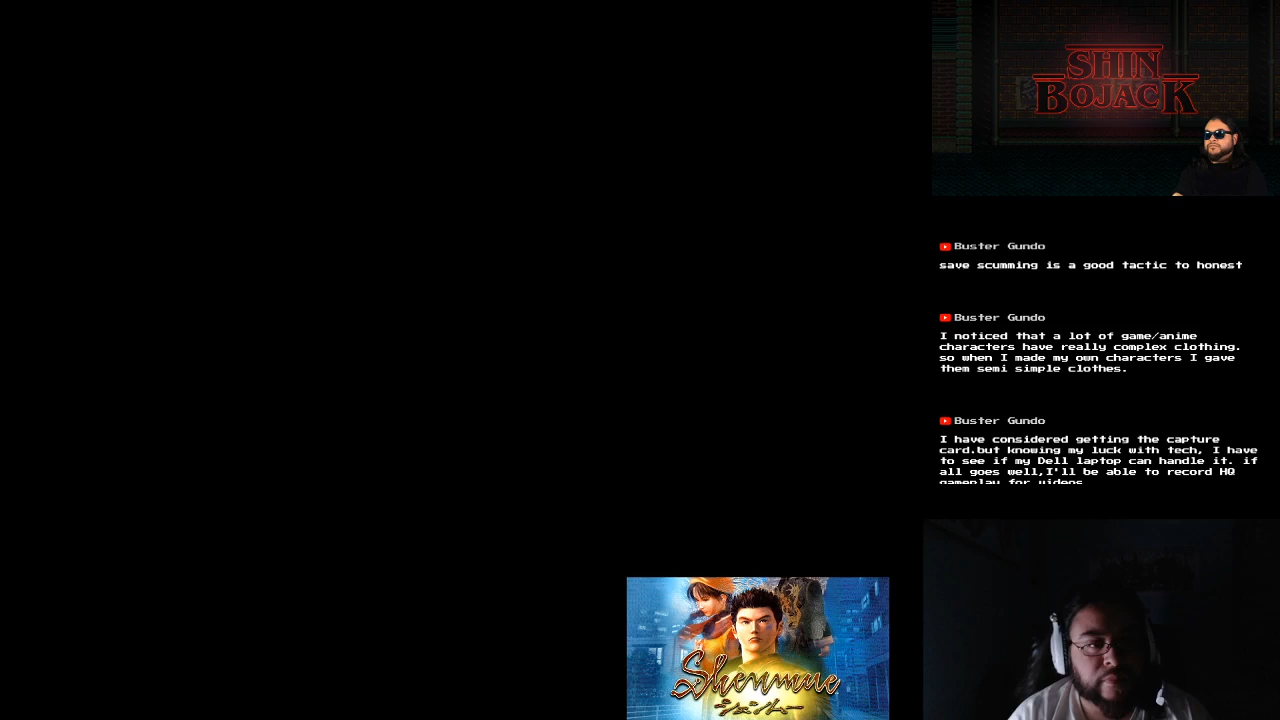 SHIN
BOJACK
Buster Gundo
save scumming is a good tactic to honest
Buster Gundo
I noticed that a lot of game/anime
characters have really complex clothing.
so when I made my own characters I gave
them semi simple clothes.
Buster Gundo
I have considered getting the capture
card.but knowing my luck with tech, I have
to see if my Dell laptop can handle it. if
all goes well,I'll be able to record HQ
gameplay for videos
Shenmue
シェンムー